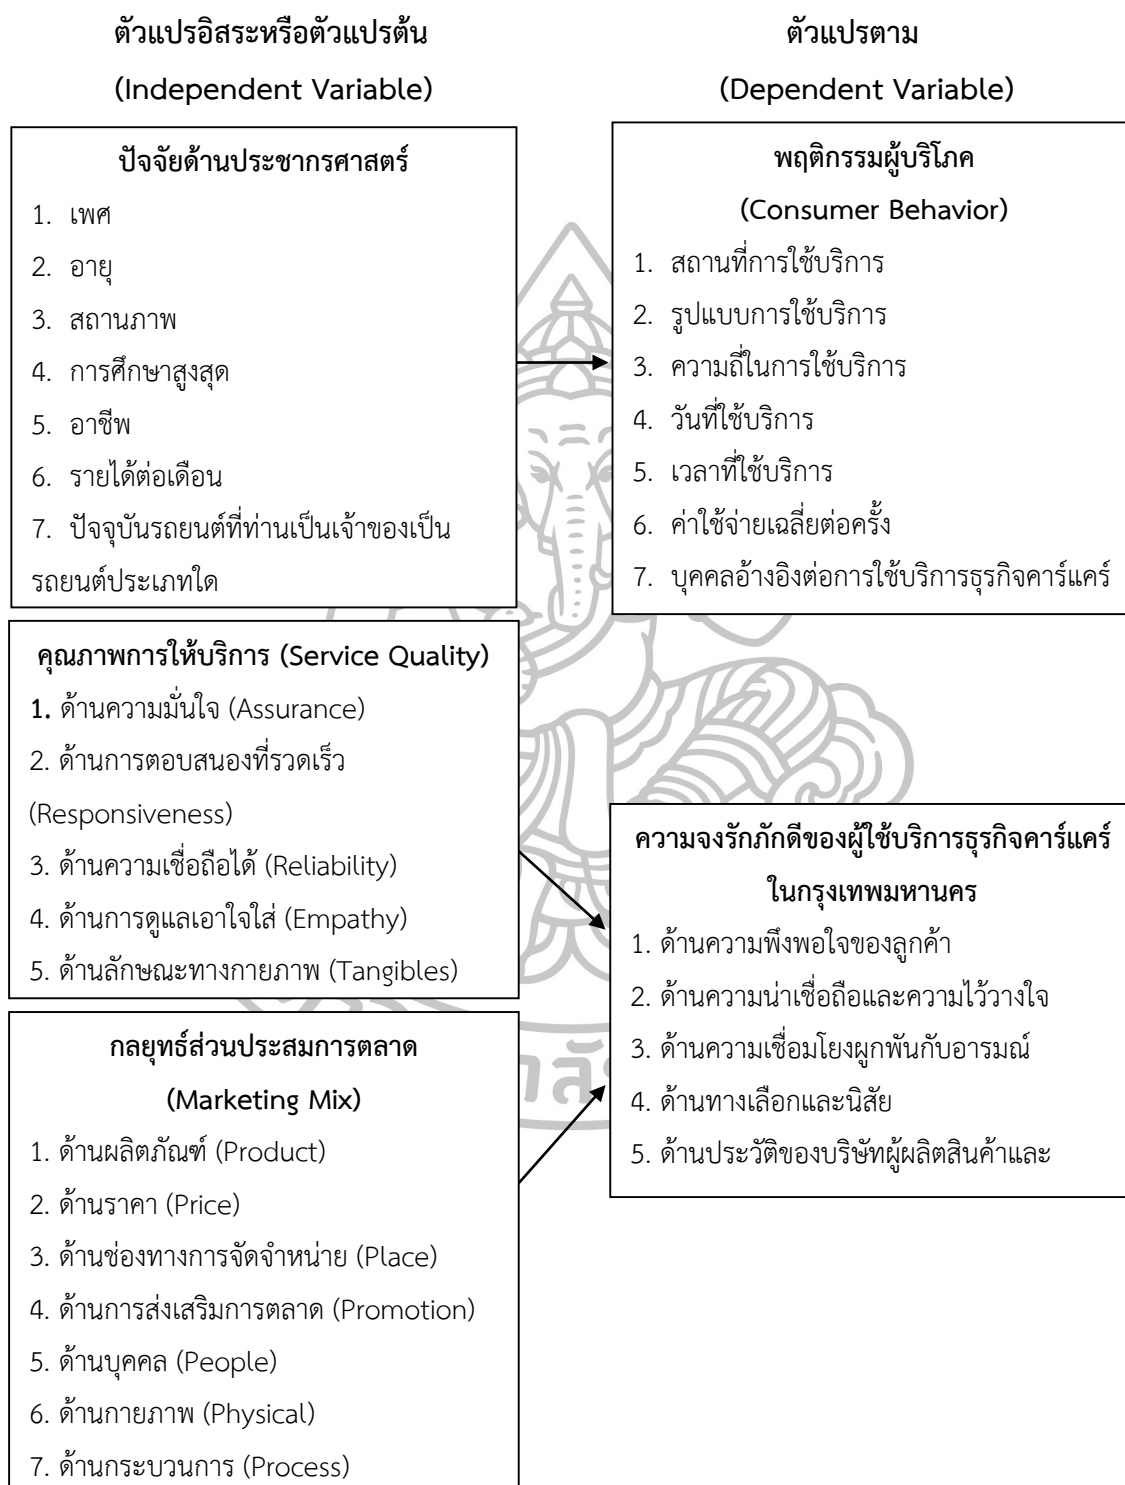 ตัวแปรอิสระหรือตัวแปรต้น
(Independent Variable)
ปัจจัยด้านประชากรศาสตร์
1. เพศ
2. อายุ
3. สถานภาพ
4. การศึกษาสูงสุด
5. อาชีพ
6. รายได้ต่อเดือน
7. ปัจจุบันรถยนต์ที่ท่านเป็นเจ้าของเป็น
รถยนต์ประเภทใด
คุณภาพการให้บริการ (Service Quality)
1. ด้านความมั่นใจ (Assurance)
2. ด้านการตอบสนองที่รวดเร็ว
(Responsiveness)
3. ด้านความเชื่อถือได้ (Reliability)
4. ด้านการดูแลเอาใจใส่ (Empathy)
5. ด้านลักษณะทางกายภาพ (Tangibles)
กลยุทธ์ส่วนประสมการตลาด
(Marketing Mix)
1. ด้านผลิตภัณฑ์ (Product)
2. ด้านราคา (Price)
3. ด้านช่องทางการจัดจำหน่าย (Place)
4. ด้านการส่งเสริมการตลาด (Promotion)
5. ด้านบุคคล (People)
6. ด้านกายภาพ (Physical)
7. ด้านกระบวนการ (Process)
ตัวแปรตาม
(Dependent Variable)
พฤติกรรมผู้บริโภค
(Consumer Behavior)
1. สถานที่การใช้บริการ
2. รูปแบบการใช้บริการ
3. ความถี่ในการใช้บริการ
4. วันที่ใช้บริการ
5. เวลาที่ใช้บริการ
6. ค่าใช้จ่ายเฉลี่ยต่อครั้ง
7. บุคคลอ้างอิงต่อการใช้บริการธุรกิจคาร์แคร์
ความจงรักภักดีของผู้ใช้บริการธุรกิจคาร์แคร์
ในกรุงเทพมหานคร
1. ด้านความพึงพอใจของลูกค้า
2. ด้านความน่าเชื่อถือและความไว้วางใจ
3. ด้านความเชื่อมโยงผูกพันกับอารมณ์
4. ด้านทางเลือกและนิสัย
5. ด้านประวัติของบริษัทผู้ผลิตสินค้าและ